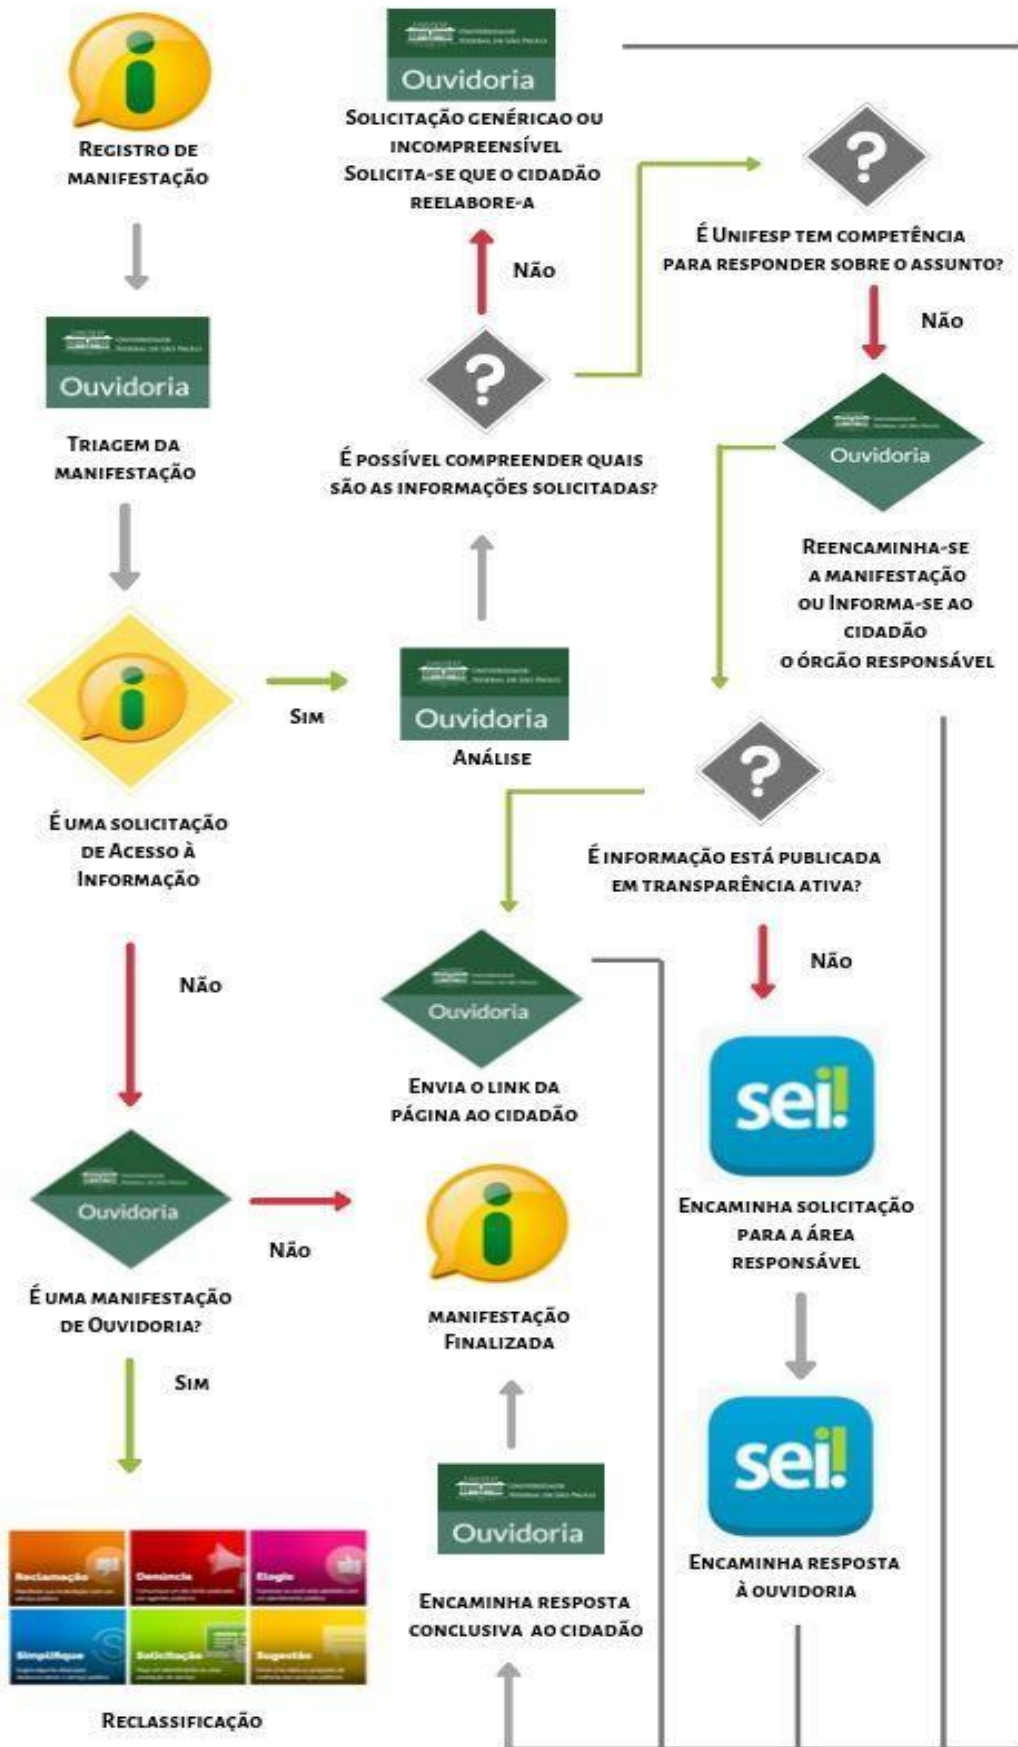 Registro de
manifestação
Ouvidoria
Triagem da
manifestação
É uma solicitação
de Acesso à
Informação
Sim
Não
Ouvidoria
Análise
É possível compreender quais
são as informações solicitadas?
Não
Universidade
Federal de São Paulo
Ouvidoria
Solicitação genéricao ou
incompreensível
Solicita-se que o cidadão
reelabore-a
É Unifesp tem competência
para responder sobre o assunto?
Não
Ouvidoria
Reencaminha-se
a manifestação
ou Informa-se ao
cidadão
o órgão responsável
É informação está publicada
em transparência ativa?
Não
Ouvidoria
Envia o link da
página ao cidadão
sei!
Encaminha solicitação
para a área
responsável
sei!
Encaminha resposta
à ouvidoria
Ouvidoria
Encaminha resposta
conclusiva ao cidadão
manifestação
Finalizada
Ouvidoria
É uma manifestação
de Ouvidoria?
Não
Sim
Reclamação
Denúncia
Elogio
Simplifique
Solicitação
Sugestão
Reclassificação